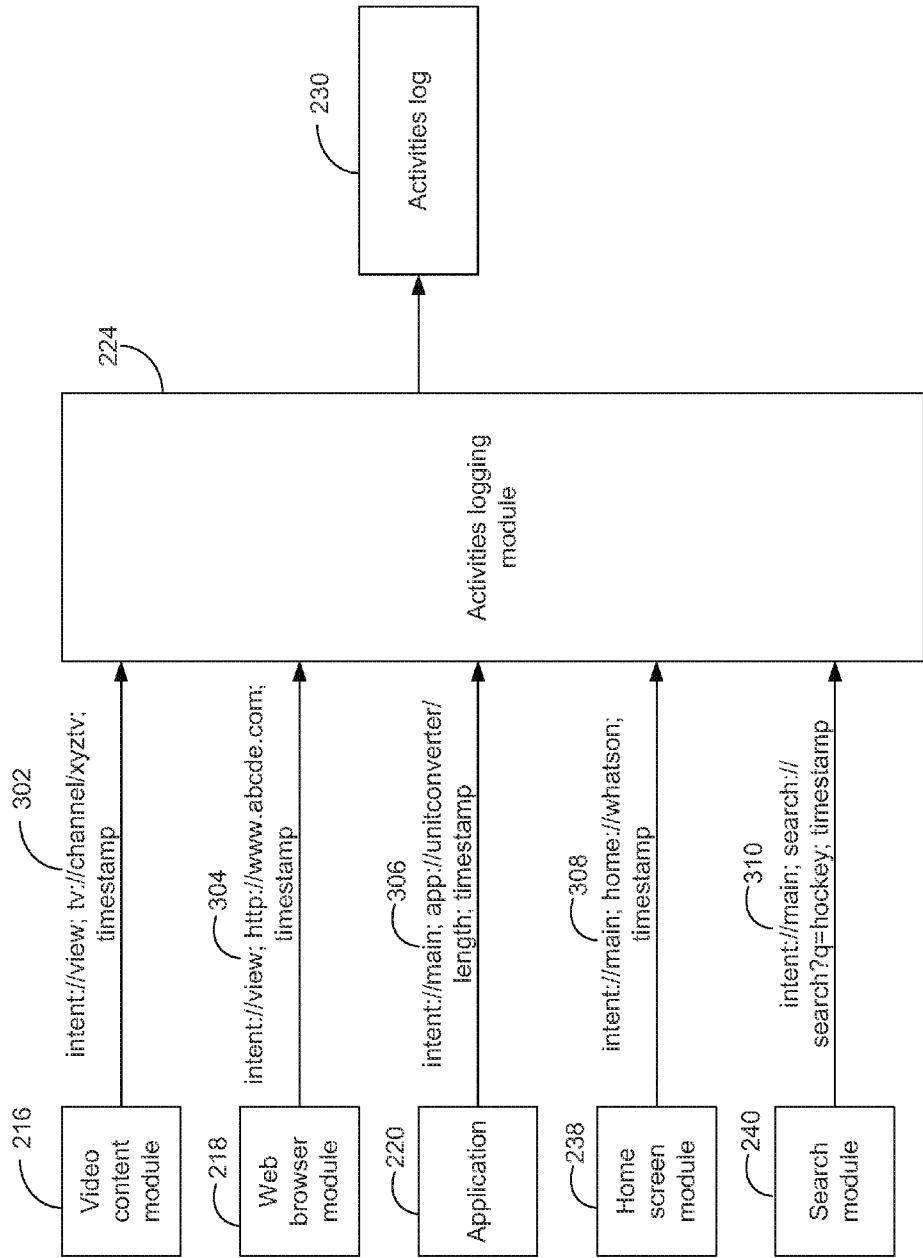 216
Video
content
module
302
intent://view; tv://channel/xyztv;
timestamp
218
Web
browser
module
304
intent://view; http://www.abcde.com;
timestamp
220
Application
306
intent://main; app://unitconverter/
length; timestamp
238
Home
screen
module
308
intent://main; home://whatson;
timestamp
240
Search
module
310
intent://main; search://
search?q=hockey; timestamp
224
Activities logging
module
230
Activities log